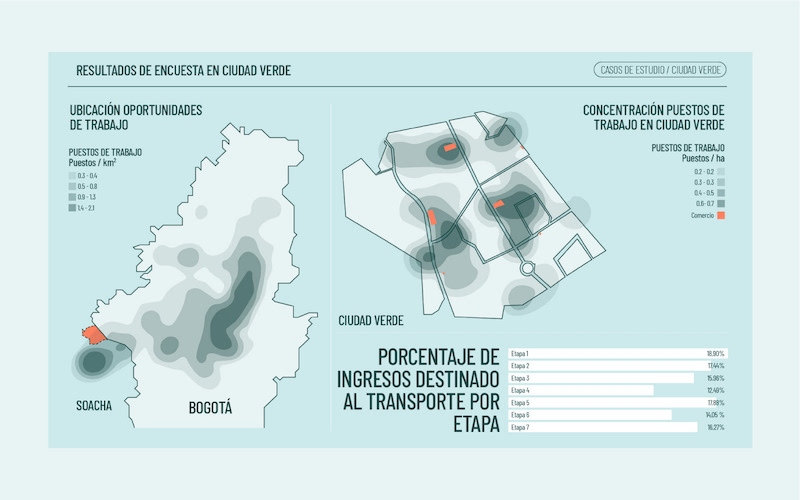 RESULTADOS DE ENCUESTA EN CIUDAD VERDE
CASOS DE ESTUDIO / CIUDAD VERDE
UBICACIÓN OPORTUNIDADES
DE TRABAJO
PUESTOS DE TRABAJO
Puestos / km²
0.3 - 0.4
0.5 - 0.8
0.9 - 1.3
1.4 - 2.1
SOACHA
BOGOTÁ
CONCENTRACIÓN PUESTOS DE
TRABAJO EN CIUDAD VERDE
PUESTOS DE TRABAJO
Puestos / ha
0.2 - 0.2
0.3 - 0.3
0.4 - 0.5
0.6 - 0.7
Comercio
CIUDAD VERDE
PORCENTAJE DE
INGRESOS DESTINADO
AL TRANSPORTE POR
ETAPA
Etapa 1 18.90%
Etapa 2 17.44%
Etapa 3 15.96%
Etapa 4 12.49%
Etapa 5 17.88%
Etapa 6 14.05 %
Etapa 7 16.27%